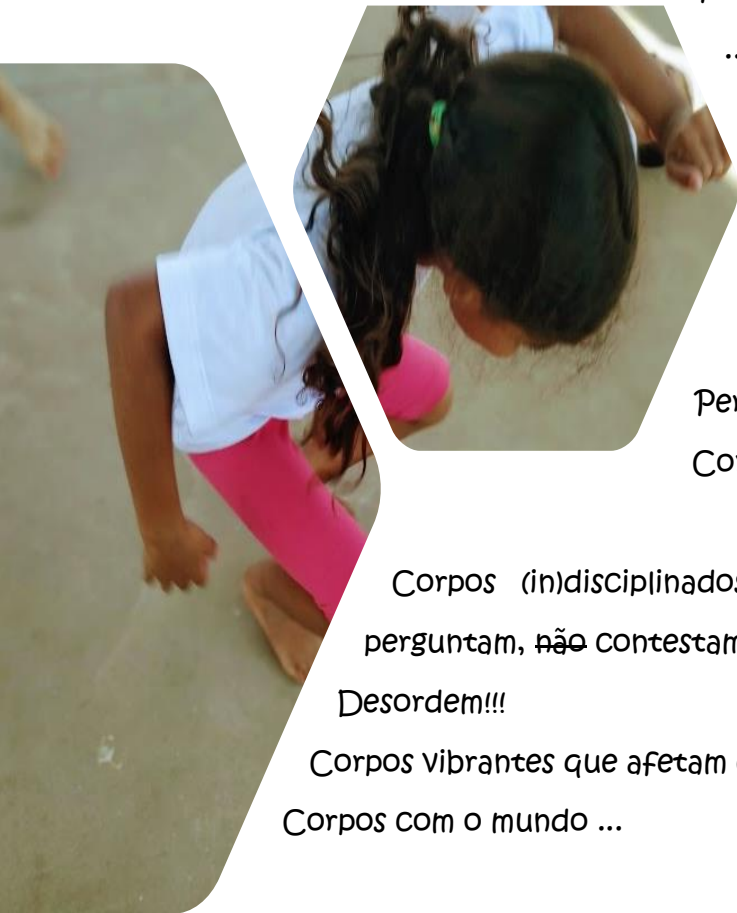 ...
Corpos (in)disciplinados
perguntam, não contestam
Desordem!!!
Corpos vibrantes que afetam
Corpos com o mundo ...